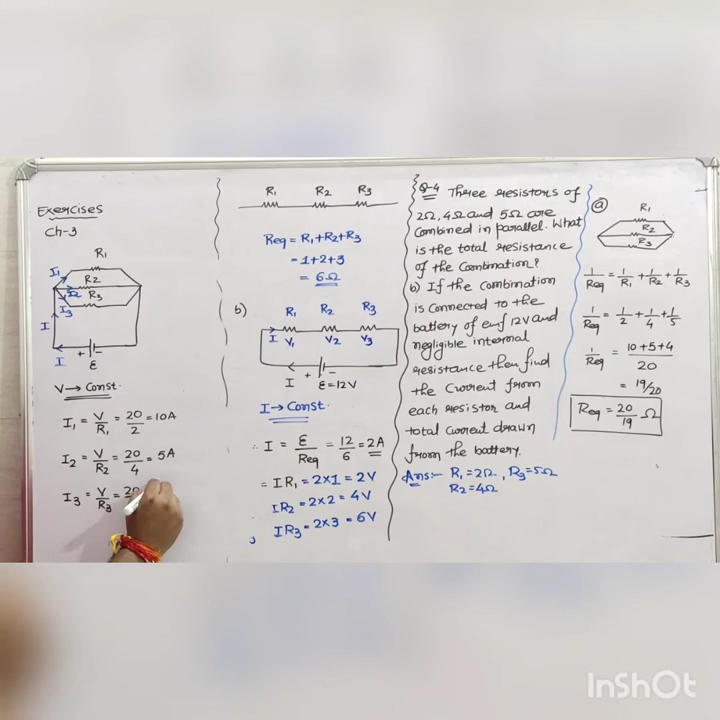 Exercises
Ch-3
R1
I1
R2
I2
R3
I3
I
I
+ -
ε
V → Const.
I1 = V/R1 = 20/2 = 10A
I2 = V/R2 = 20/4 = 5A
I3 = V/R3 = 20
R1 R2 R3
Req = R1+R2+R3
= 1+2+3
= 6Ω
b)
R1 R2 R3
I V1 V2 V3
I + - ε=12V
I → Const.
∴ I = ε/Req = 12/6 = 2A
= IR1 = 2×1 = 2V
IR2 = 2×2 = 4V
IR3 = 2×3 = 6V
Q-4 Three resistors of
2Ω, 4Ω and 5Ω are
Combined in parallel. What
is the total resistance
of the Combination?
b) If the combination
is connected to the
battery of emf 12V and
negligible internal
resistance then find
the Current from
each resistor and
total current drawn
from the battery.
Ans:- R1=2Ω, R3=5Ω
R2=4Ω
a
R1
R2
R3
1/Req = 1/R1 + 1/R2 + 1/R3
1/Req = 1/2 + 1/4 + 1/5
1/Req = 10+5+4/20
= 19/20
Req = 20/19 Ω
InShOt